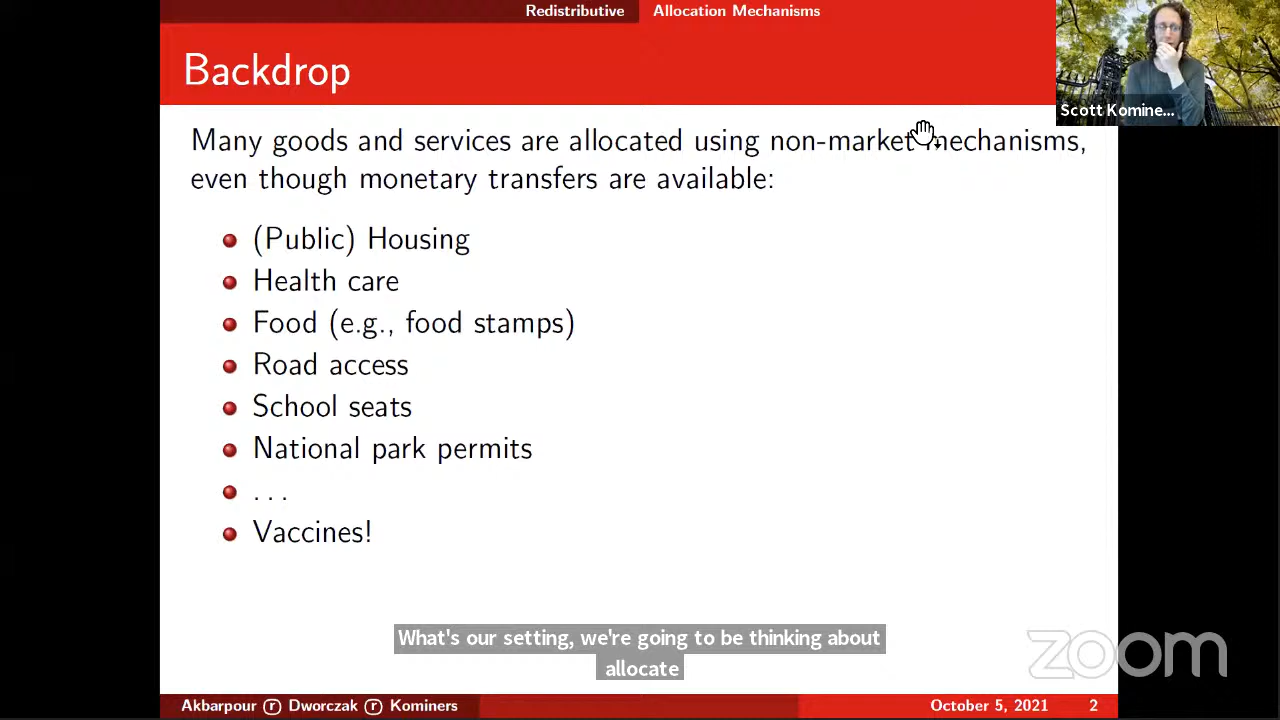 Redistributive Allocation Mechanisms
Backdrop
Scott Komine...
Many goods and services are allocated using non-market mechanisms,
even though monetary transfers are available:
(Public) Housing
Health care
Food (e.g., food stamps)
Road access
School seats
National park permits
...
Vaccines!
What's our setting, we're going to be thinking about
allocate
zoom
Akbarpour ⓡ Dworczak ⓡ Kominers October 5, 2021 2